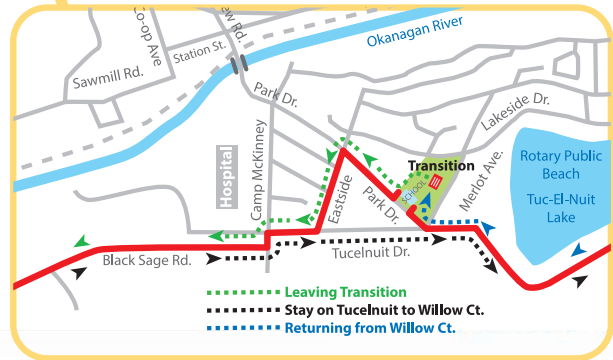 Co-op Ave
Station St.
Sawmill Rd.
Okanagan River
Park Dr.
Lakeside Dr.
Hospital
Camp McKinney
Eastside
Park Dr.
SCHOOL
Transition
Merlot Ave.
Rotary Public
Beach
Tuc-El-Nuit
Lake
Black Sage Rd.
Tucelnuit Dr.
Leaving Transition
Stay on Tucelnuit to Willow Ct.
Returning from Willow Ct.